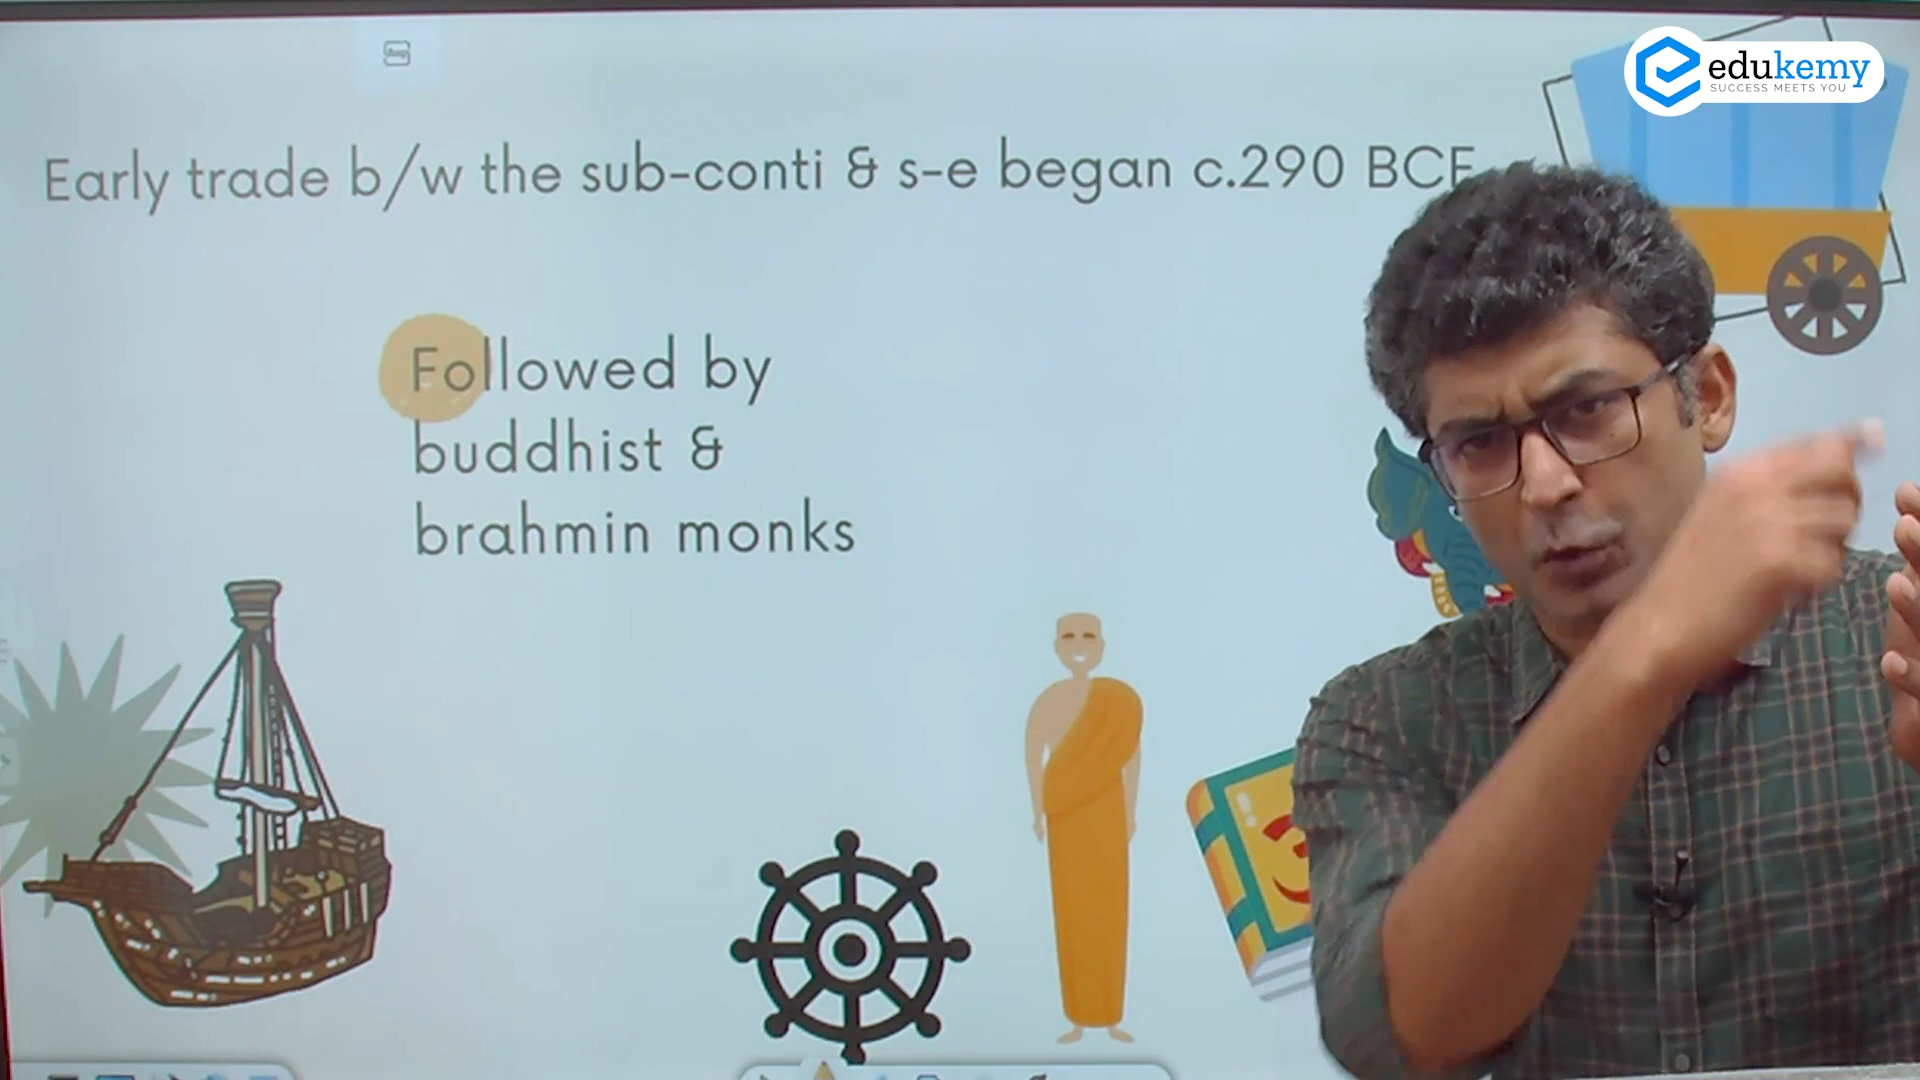 edukemy
SUCCESS MEETS YOU
Early trade b/w the sub-conti & s-e began c.290 BCE
Followed by
buddhist &
brahmin monks